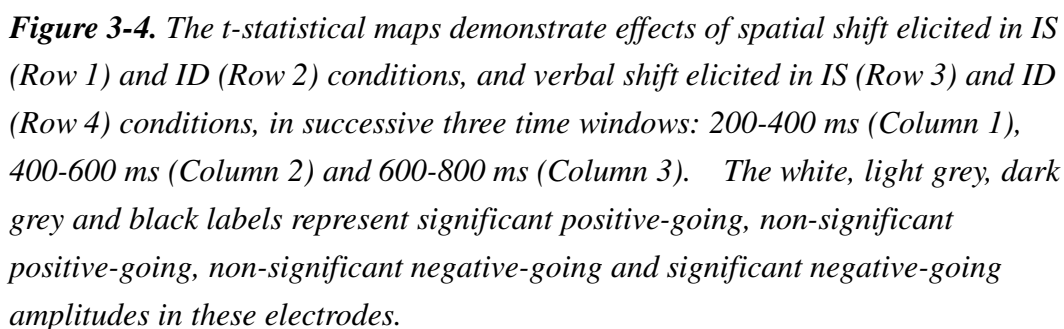 Figure 3-4. The t-statistical maps demonstrate effects of spatial shift elicited in IS
(Row 1) and ID (Row 2) conditions, and verbal shift elicited in IS (Row 3) and ID
(Row 4) conditions, in successive three time windows: 200-400 ms (Column 1),
400-600 ms (Column 2) and 600-800 ms (Column 3). The white, light grey, dark
grey and black labels represent significant positive-going, non-significant
positive-going, non-significant negative-going and significant negative-going
amplitudes in these electrodes.